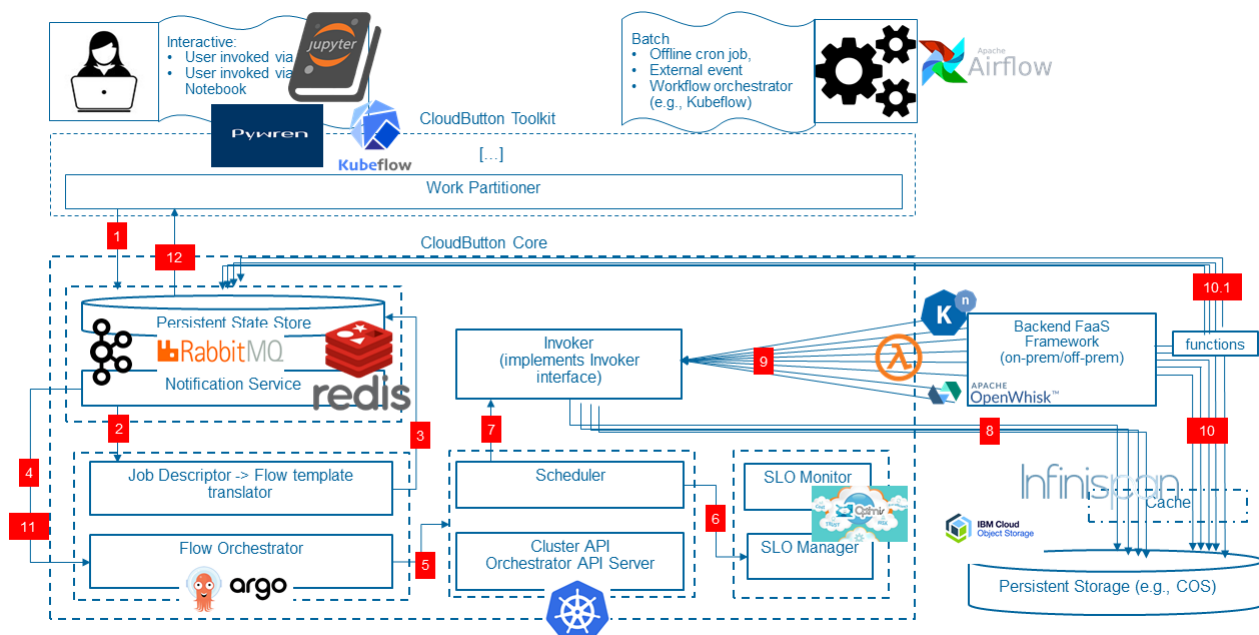 Interactive:
• User invoked via
• User invoked via
Notebook
jupyter
Batch
• Offline cron job,
• External event
• Workflow orchestrator
(e.g., Kubeflow)
APACHE
Airflow
CloudButton Toolkit
Pywren
Kubeflow
[...]
Work Partitioner
1
12
CloudButton Core
Persistent State Store
RabbitMQ
Notification Service
redis
Invoker
(implements Invoker
interface)
9
K
n
Backend FaaS
Framework
(on-prem/off-prem)
APACHE
OpenWhisk™
10.1
functions
2
3
7
8
10
4
11
Job Descriptor -> Flow template
translator
Flow Orchestrator
argo
5
Scheduler
Cluster API
Orchestrator API Server
6
SLO Monitor
SLO Manager
Infinispan
Cache
IBM Cloud
Object Storage
Persistent Storage (e.g., COS)